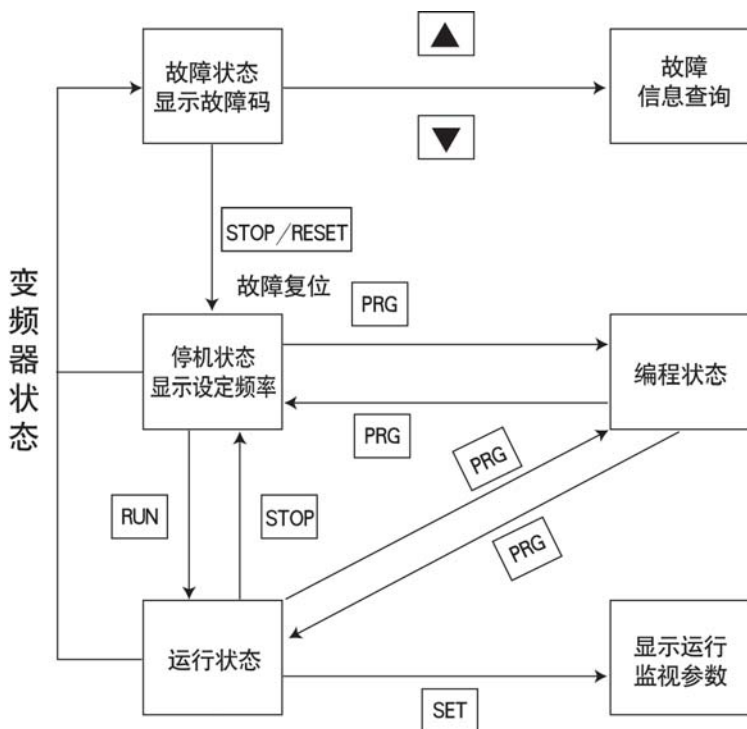 ▲
故障状态
显示故障码
故障
信息查询
▼
STOP/RESET
故障复位
PRG
变频器状态
停机状态
显示设定频率
编程状态
PRG
PRG
RUN
STOP
PRG
运行状态
显示运行
监视参数
SET